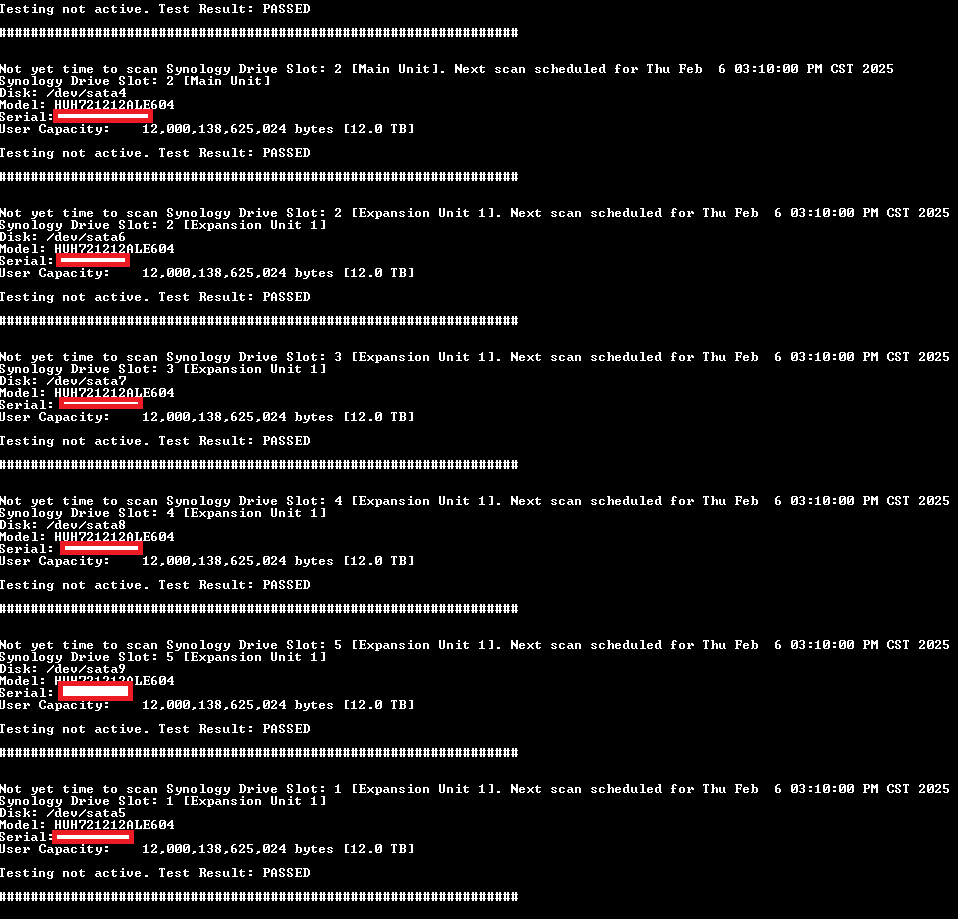 Testing not active. Test Result: PASSED
#################################################################
Not yet time to scan Synology Drive Slot: 2 [Main Unit]. Next scan scheduled for Thu Feb  6 03:10:00 PM CST 2025
Synology Drive Slot: 2 [Main Unit]
Disk: /dev/sata4
Model: HUH721212ALE604
Serial:
User Capacity:    12,000,138,625,024 bytes [12.0 TB]
Testing not active. Test Result: PASSED
#################################################################
Not yet time to scan Synology Drive Slot: 2 [Expansion Unit 1]. Next scan scheduled for Thu Feb  6 03:10:00 PM CST 2025
Synology Drive Slot: 2 [Expansion Unit 1]
Disk: /dev/sata6
Model: HUH721212ALE604
Serial:
User Capacity:    12,000,138,625,024 bytes [12.0 TB]
Testing not active. Test Result: PASSED
#################################################################
Not yet time to scan Synology Drive Slot: 3 [Expansion Unit 1]. Next scan scheduled for Thu Feb  6 03:10:00 PM CST 2025
Synology Drive Slot: 3 [Expansion Unit 1]
Disk: /dev/sata7
Model: HUH721212ALE604
Serial:
User Capacity:    12,000,138,625,024 bytes [12.0 TB]
Testing not active. Test Result: PASSED
#################################################################
Not yet time to scan Synology Drive Slot: 4 [Expansion Unit 1]. Next scan scheduled for Thu Feb  6 03:10:00 PM CST 2025
Synology Drive Slot: 4 [Expansion Unit 1]
Disk: /dev/sata8
Model: HUH721212ALE604
Serial:
User Capacity:    12,000,138,625,024 bytes [12.0 TB]
Testing not active. Test Result: PASSED
#################################################################
Not yet time to scan Synology Drive Slot: 5 [Expansion Unit 1]. Next scan scheduled for Thu Feb  6 03:10:00 PM CST 2025
Synology Drive Slot: 5 [Expansion Unit 1]
Disk: /dev/sata9
Model: HUH721212ALE604
Serial:
User Capacity:    12,000,138,625,024 bytes [12.0 TB]
Testing not active. Test Result: PASSED
#################################################################
Not yet time to scan Synology Drive Slot: 1 [Expansion Unit 1]. Next scan scheduled for Thu Feb  6 03:10:00 PM CST 2025
Synology Drive Slot: 1 [Expansion Unit 1]
Disk: /dev/sata5
Model: HUH721212ALE604
Serial:
User Capacity:    12,000,138,625,024 bytes [12.0 TB]
Testing not active. Test Result: PASSED
#################################################################